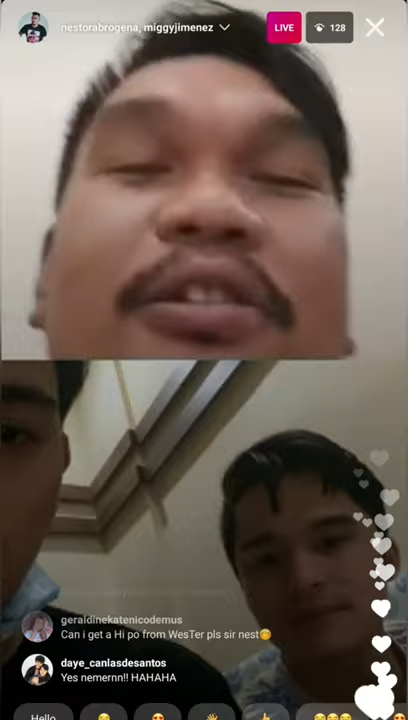 nestorabrogena, miggyjimenez
LIVE
128
geraldinekatenicodemus
Can i get a Hi po from WesTer pls sir nest🤭
daye_canlasdesantos
Yes nemernn!! HAHAHA
Hello